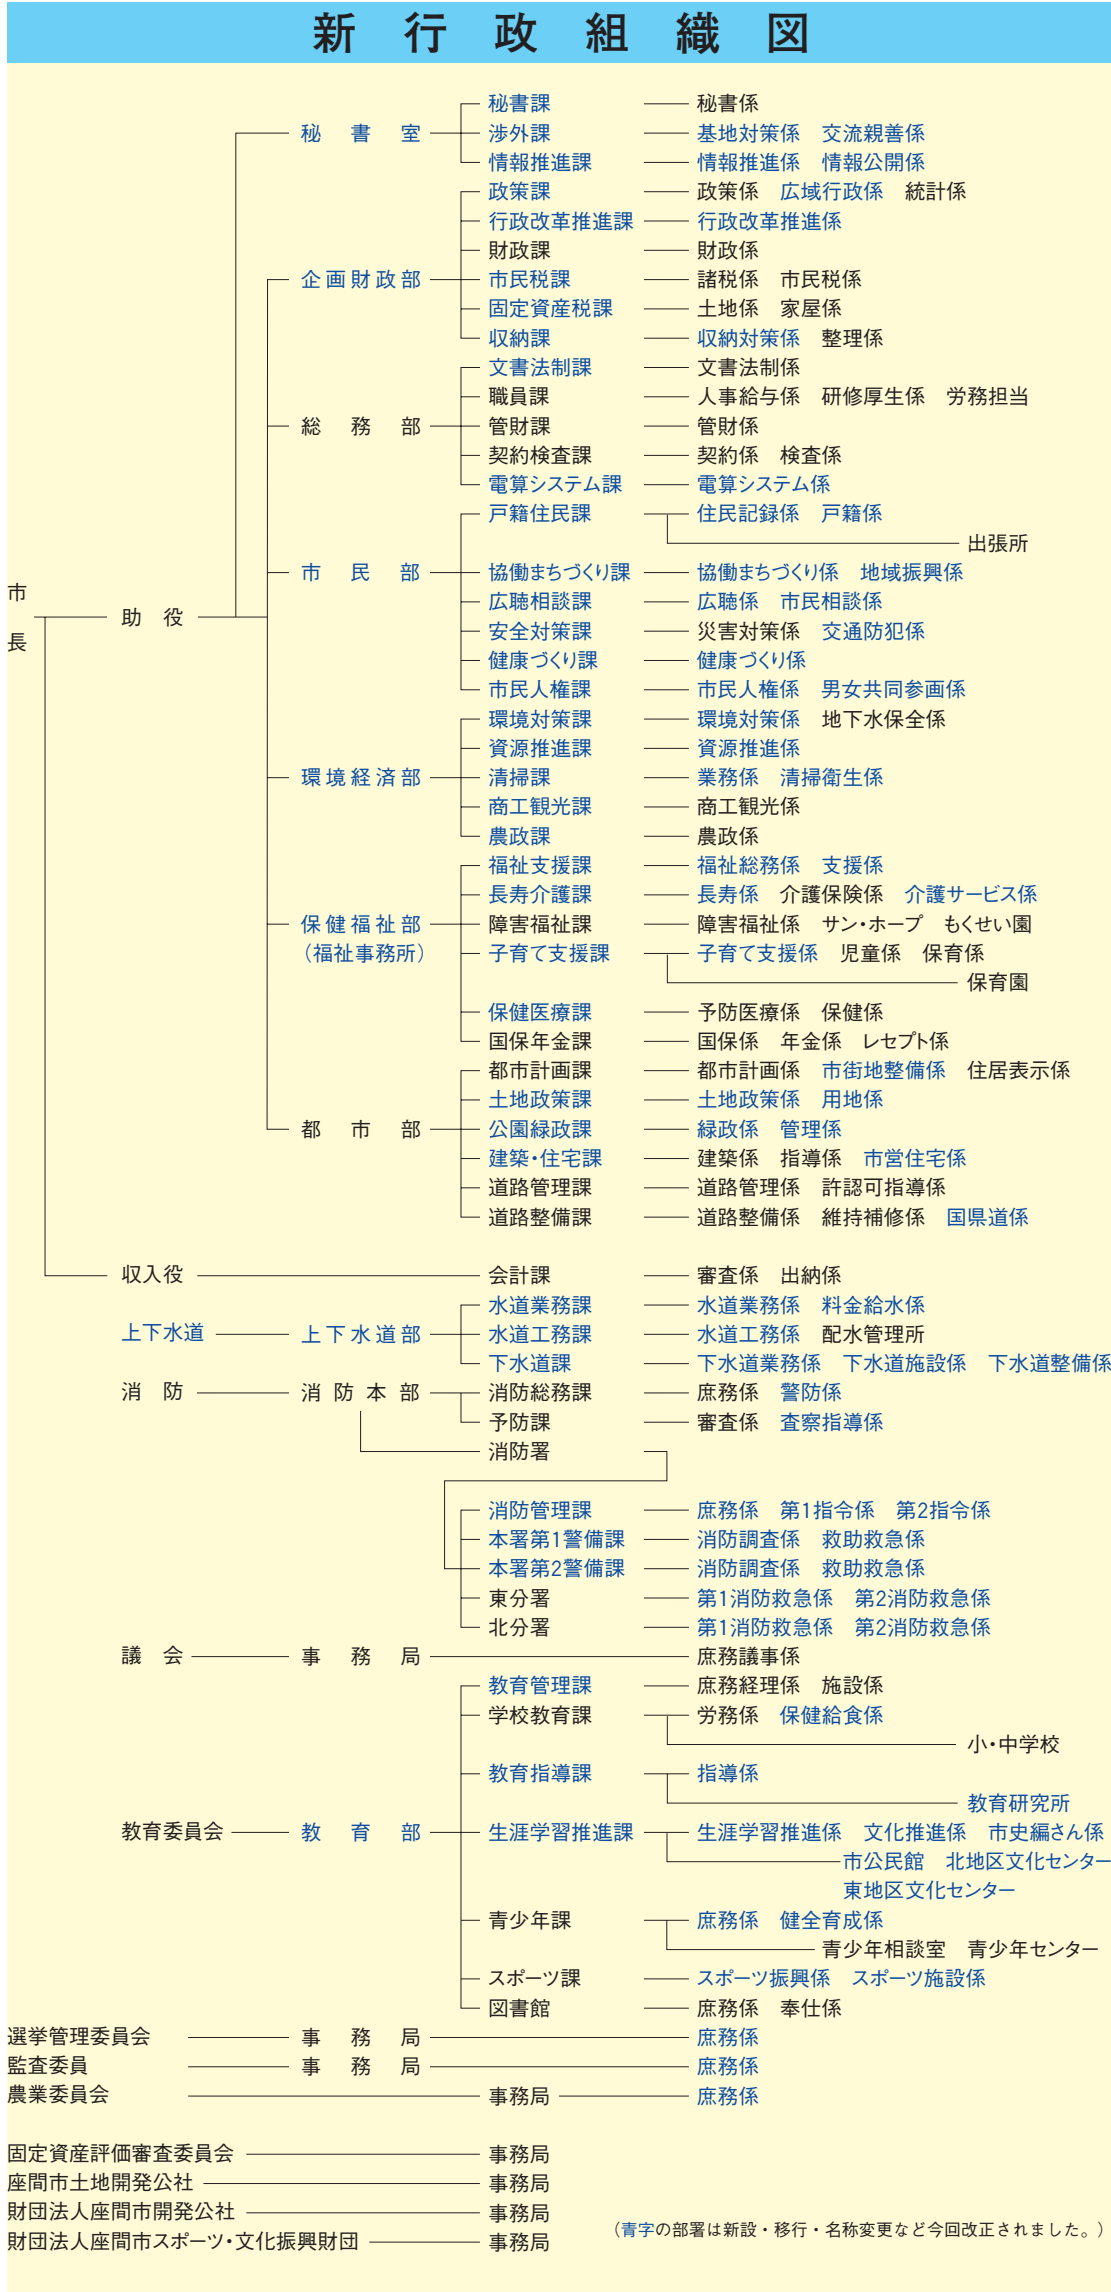 新行政組織図
秘書課 秘書係
秘書室 渉外課 基地対策係 交流親善係
情報推進課 情報推進係 情報公開係
政策課 政策係 広域行政係 統計係
行政改革推進課 行政改革推進係
財政課 財政係
企画財政部 市民税課 諸税係 市民税係
固定資産税課 土地係 家屋係
収納課 収納対策係 整理係
文書法制課 文書法制係
職員課 人事給与係 研修厚生係 労務担当
総務部 管財課 管財係
契約検査課 契約係 検査係
電算システム課 電算システム係
戸籍住民課 住民記録係 戸籍係
出張所
市民部 協働まちづくり課 協働まちづくり係 地域振興係
広聴相談課 広聴係 市民相談係
市長 助役 安全対策課 災害対策係 交通防犯係
健康づくり課 健康づくり係
市民人権課 市民人権係 男女共同参画係
環境対策課 環境対策係 地下水保全係
資源推進課 資源推進係
環境経済部 清掃課 業務係 清掃衛生係
商工観光課 商工観光係
農政課 農政係
福祉支援課 福祉総務係 支援係
長寿介護課 長寿係 介護保険係 介護サービス係
保健福祉部 障害福祉課 障害福祉係 サン・ホープ もくせい園
（福祉事務所） 子育て支援課 子育て支援係 児童係 保育係
保育園
保健医療課 予防医療係 保健係
国保年金課 国保係 年金係 レセプト係
都市計画課 都市計画係 市街地整備係 住居表示係
土地政策課 土地政策係 用地係
都市部 公園緑政課 緑政係 管理係
建築・住宅課 建築係 指導係 市営住宅係
道路管理課 道路管理係 許認可指導係
道路整備課 道路整備係 維持補修係 国県道係
収入役 会計課 審査係 出納係
水道業務課 水道業務係 料金給水係
上下水道 上下水道部 水道工務課 水道工務係 配水管理所
下水道課 下水道業務係 下水道施設係 下水道整備係
消防 消防本部 消防総務課 庶務係 警防係
予防課 審査係 査察指導係
消防署
消防管理課 庶務係 第1指令係 第2指令係
本署第1警備課 消防調査係 救助救急係
本署第2警備課 消防調査係 救助救急係
東分署 第1消防救急係 第2消防救急係
北分署 第1消防救急係 第2消防救急係
議会 事務局 庶務議事係
教育管理課 庶務経理係 施設係
学校教育課 労務係 保健給食係
小・中学校
教育指導課 指導係
教育研究所
教育委員会 教育部 生涯学習推進課 生涯学習推進係 文化推進係 市史編さん係
市公民館 北地区文化センター
東地区文化センター
青少年課 庶務係 健全育成係
青少年相談室 青少年センター
スポーツ課 スポーツ振興係 スポーツ施設係
図書館 庶務係 奉仕係
選挙管理委員会 事務局 庶務係
監査委員 事務局 庶務係
農業委員会 事務局 庶務係
固定資産評価審査委員会 事務局
座間市土地開発公社 事務局
財団法人座間市開発公社 事務局
（青字の部署は新設・移行・名称変更など今回改正されました。）
財団法人座間市スポーツ・文化振興財団 事務局